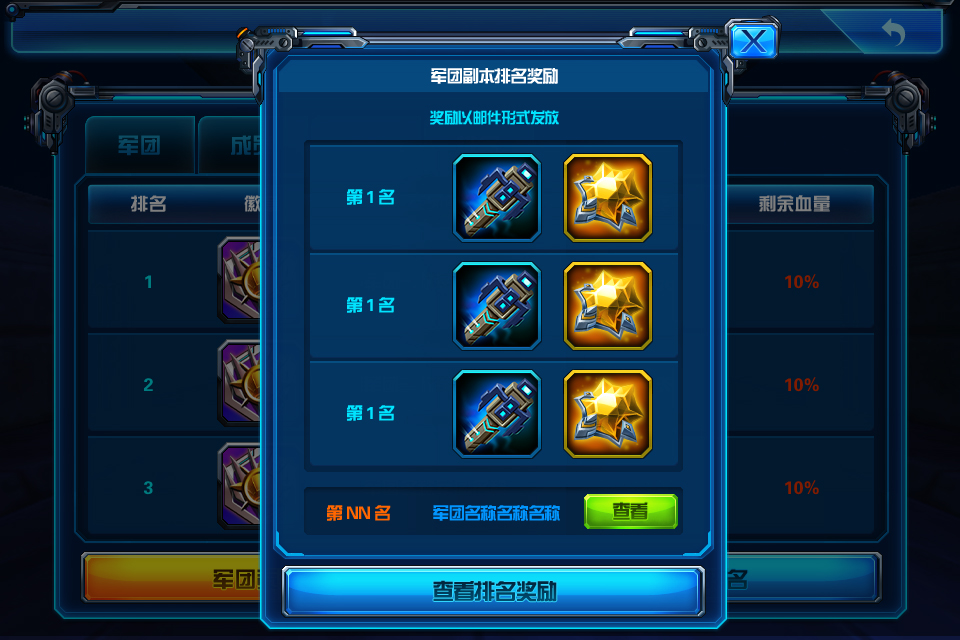 军团副本排名奖励
奖励以邮件形式发放
军团
排名
剩余血量
第1名
1
10%
第1名
2
10%
第1名
3
10%
第NN名 军团名称名称名称 查看
军团
名
查看排名奖励